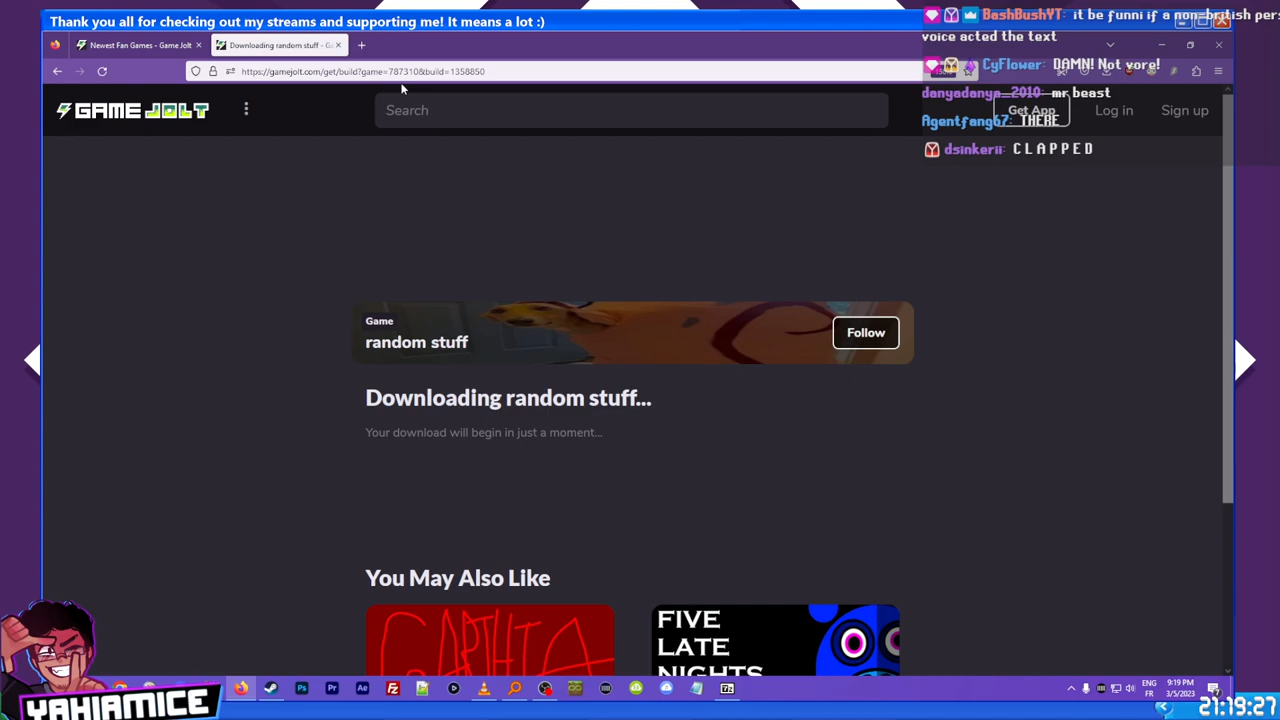 Thank you all for checking out my streams and supporting me! It means a lot :)
BashBushYT: it be funni if a non-british pers
voice acted the text
CyFlower: DAMN! Not vore!
danyadanya_2010: mr beast
Agentfang67: THERE
dsinkerii: C L A P P E D
Newest Fan Games - Game Jolt
Downloading random stuff - G
https://gamejolt.com/get/build?game=787310&build=1358850
GAME JOLT
Search
Get App
Log in
Sign up
Game
random stuff
Follow
Downloading random stuff...
Your download will begin in just a moment...
You May Also Like
FIVE
LATE
NIGHTS
YAHIAMICE
ENG
FR
9:19 PM
3/5/2023
21:19:27